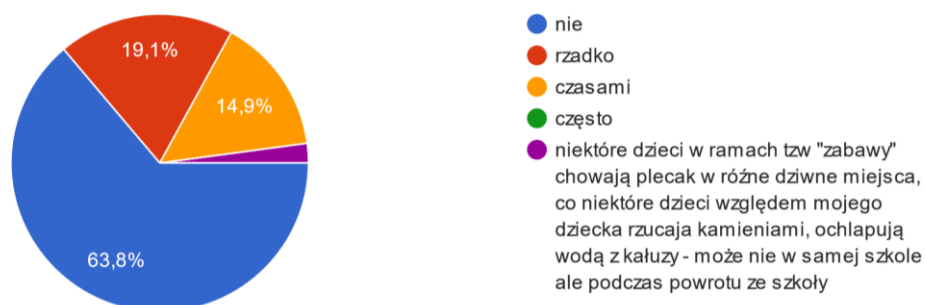 19,1%
14,9%
63,8%
nie
rzadko
czasami
często
niektóre dzieci w ramach tzw "zabawy"
chowają plecak w różne dziwne miejsca,
co niektóre dzieci względem mojego
dziecka rzucaja kamieniami, ochlapują
wodą z kałuzy - może nie w samej szkole
ale podczas powrotu ze szkoły